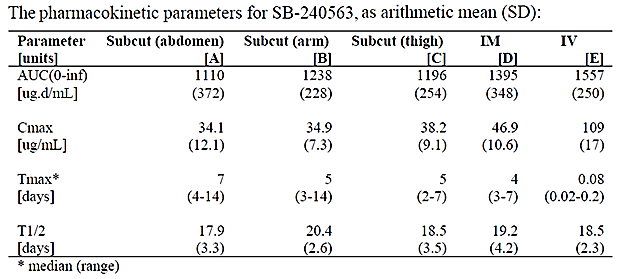 The pharmacokinetic parameters for SB-240563, as arithmetic mean (SD):
Parameter Subcut (abdomen) Subcut (arm) Subcut (thigh) IM IV
[units] [A] [B] [C] [D] [E]
AUC(0-inf) 1110 1238 1196 1395 1557
[ug.d/mL] (372) (228) (254) (348) (250)
Cmax 34.1 34.9 38.2 46.9 109
[ug/mL] (12.1) (7.3) (9.1) (10.6) (17)
Tmax* 7 5 5 4 0.08
[days] (4-14) (3-14) (2-7) (3-7) (0.02-0.2)
T1/2 17.9 20.4 18.5 19.2 18.5
[days] (3.3) (2.6) (3.5) (4.2) (2.3)
* median (range)